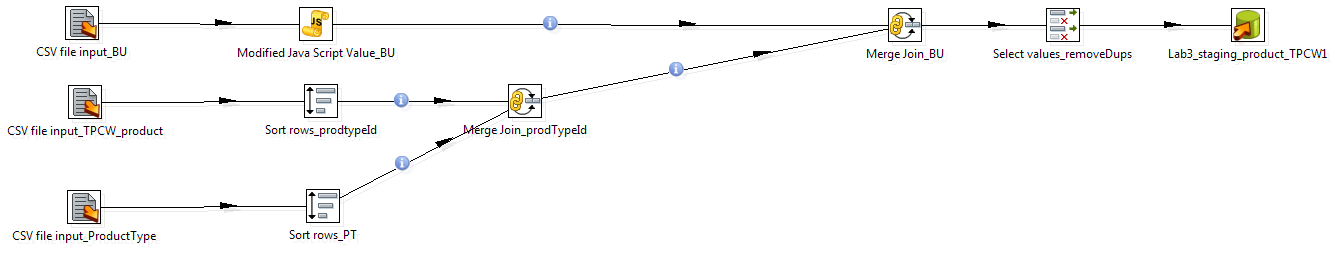 CSV file input_BU
Modified Java Script Value_BU
Merge Join_BU
Select values_removeDups
Lab3_staging_product_TPCW1
CSV file input_TPCW_product
Sort rows_prodtypeId
Merge Join_prodTypeId
CSV file input_ProductType
Sort rows_PT